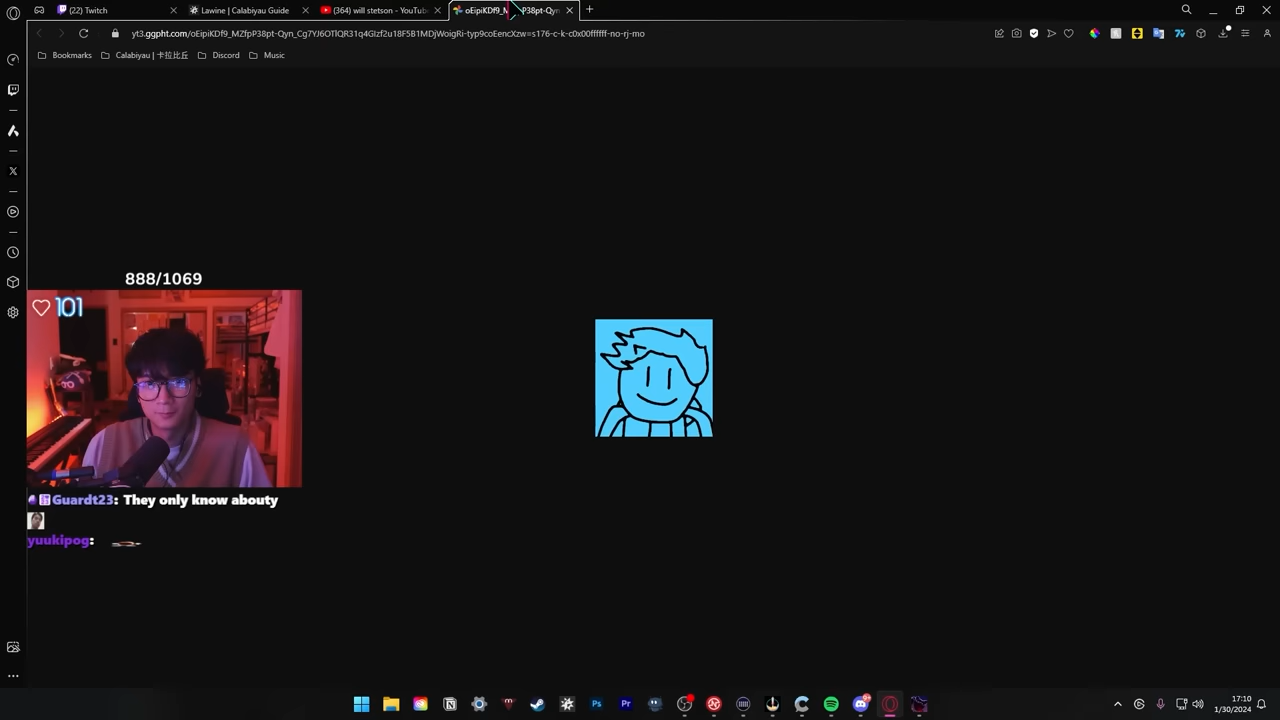 (22) Twitch
Lawine | Calabiyau Guide
(364) will stetson - YouTube
yt3.ggpht.com/oEipiKDf9_MZfpP38pt-Qyn_Cg7YJ6OTlQR31q4GIzf2u18F5B1MDjWoigRi-typ9coEencXzw=s176-c-k-c0x00ffffff-no-rj-mo
Bookmarks
Calabiyau | 卡拉比丘
Discord
Music
888/1069
101
Guardt23: They only know abouty
yuukipog:
17:10
1/30/2024